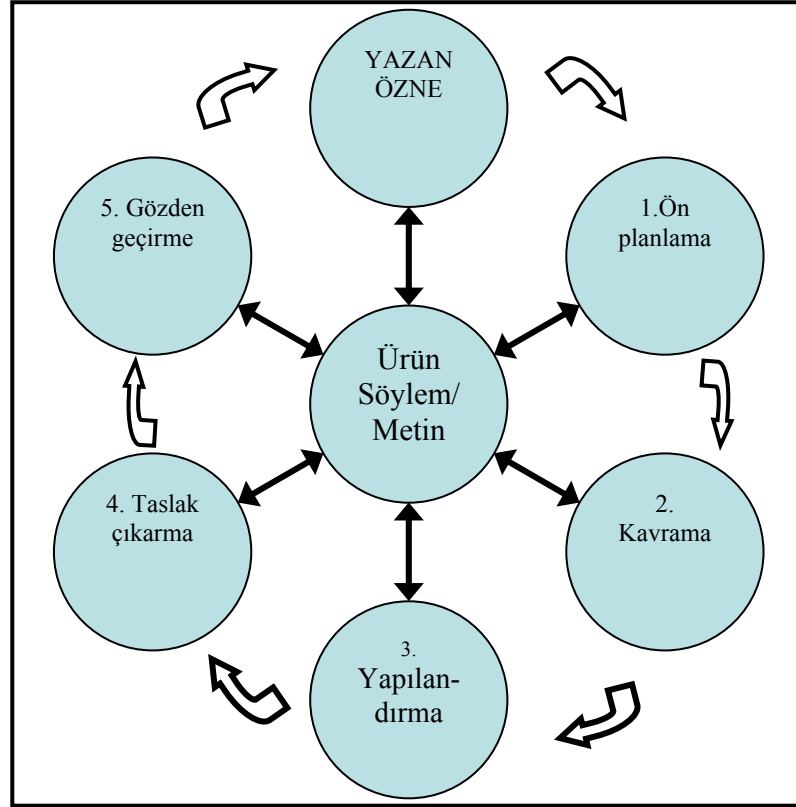 YAZAN
ÖZNE
1.Ön
planlama
2.
Kavrama
3.
Yapılan-
dırma
4. Taslak
çıkarma
5. Gözden
geçirme
Ürün
Söylem/
Metin